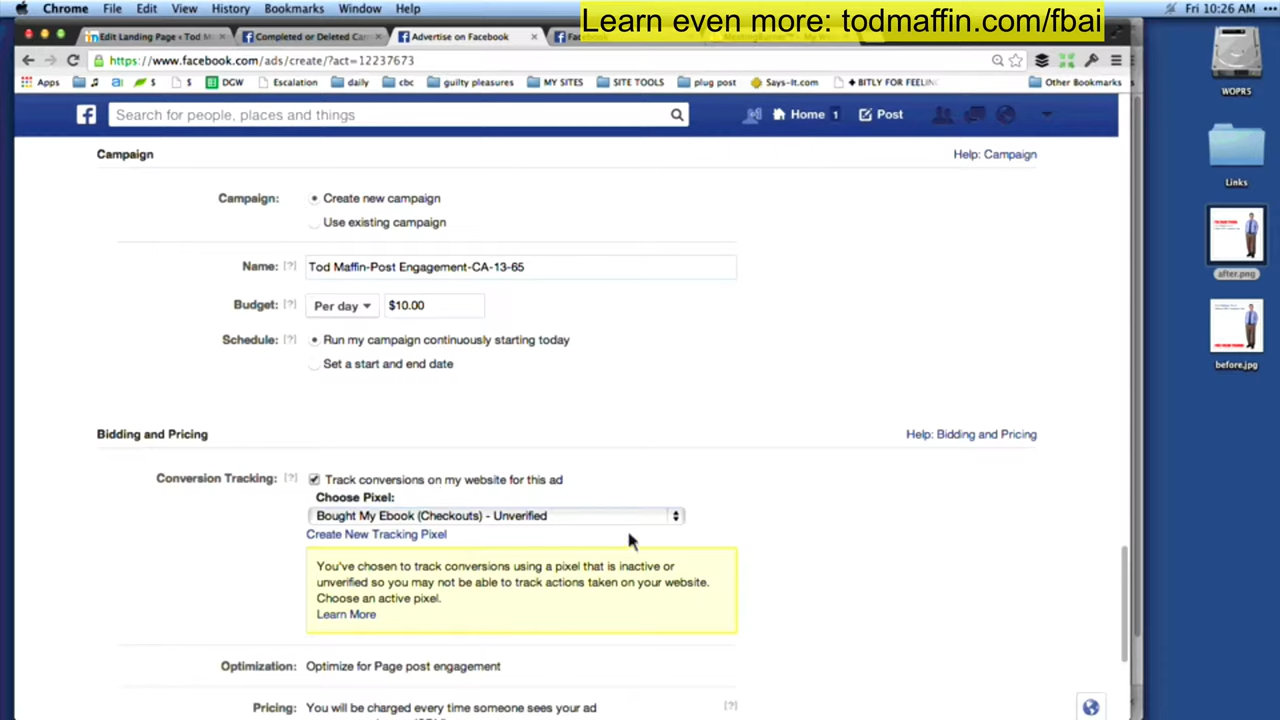 Chrome File Edit View History Bookmarks Window Help
Fri 10:26 AM
Learn even more: todmaffin.com/fbai
Edit Landing Page ‹ Tod M
Completed or Deleted Can
Advertise on Facebook
Facebook
https://www.facebook.com/ads/create/?act=12237673
Apps $ DGW Escalation daily cbc guilty pleasures MY SITES SITE TOOLS plug post Says-It.com BITLY FOR FEELIN Other Bookmarks
Search for people, places and things
Home 1 Post
WOPR5
Links
after.png
before.jpg
Campaign
Help: Campaign
Campaign: Create new campaign
Use existing campaign
Name: [?] Tod Maffin-Post Engagement-CA-13-65
Budget: [?] Per day $10.00
Schedule: [?] Run my campaign continuously starting today
Set a start and end date
Bidding and Pricing
Help: Bidding and Pricing
Conversion Tracking: [?] Track conversions on my website for this ad
Choose Pixel:
Bought My Ebook (Checkouts) - Unverified
Create New Tracking Pixel
You've chosen to track conversions using a pixel that is inactive or
unverified so you may not be able to track actions taken on your website.
Choose an active pixel.
Learn More
Optimization: Optimize for Page post engagement
Pricing: You will be charged every time someone sees your ad [?]